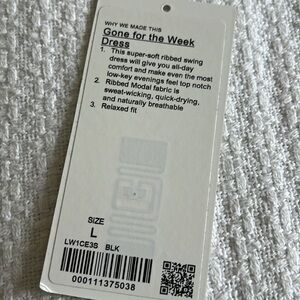 WHY WE MADE THIS
Gone for the Week
Dress
1. This super-soft ribbed swing
dress will give you all-day
comfort and make even the most
low-key evenings feel top notch
2. Ribbed Modal fabric is
sweat-wicking, quick-drying,
and naturally breathable
3. Relaxed fit
SIZE
L
LW1CE3S BLK
000111375038